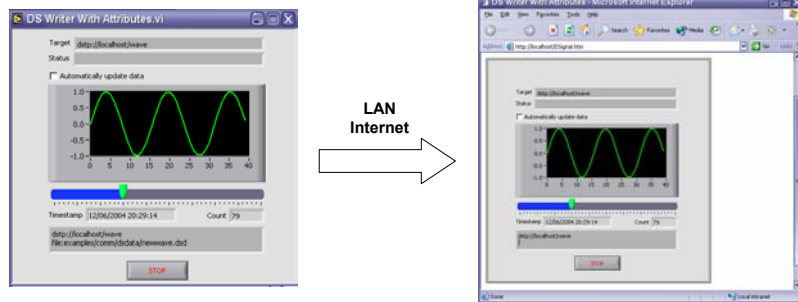 DS Writer With Attributes.vi
Target dstp://localhost/wave
Status
Automatically update data
1.0
0.5
0.0
-0.5
-1.0
0 5 10 15 20 25 30 35 40
Timestamp 12/06/2004 20:29:14 Count 79
dstp://localhost/wave
file:examples/comm/dsdata/newwave.dsd
STOP
LAN
Internet
DS Writer With Attributes - Microsoft Internet Explorer
File Edit View Favorites Tools Help
Back Search Favorites Media
Address http://localhost/DSignal.htm Go Links
Target dstp://localhost/wave
Status
Automatically update data
1.0
0.5
0.0
-0.5
-1.0
0 5 10 15 20 25 30 35 40
Timestamp 12/06/2004 20:29:14 Count 79
dstp://localhost/wave
STOP
Done Local intranet